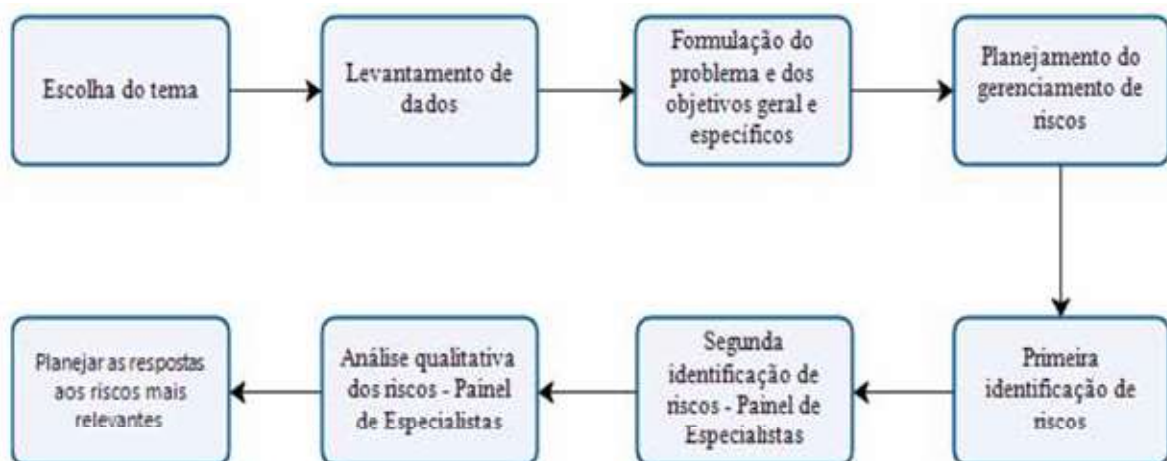 Escolha do tema
Levantamento de
dados
Formulação do
problema e dos
objetivos geral e
específicos
Planejamento do
gerenciamento de
riscos
Primeira
identificação de
riscos
Segunda
identificação de
riscos - Painel de
Especialistas
Análise qualitativa
dos riscos - Painel
de Especialistas
Planejar as respostas
aos riscos mais
relevantes